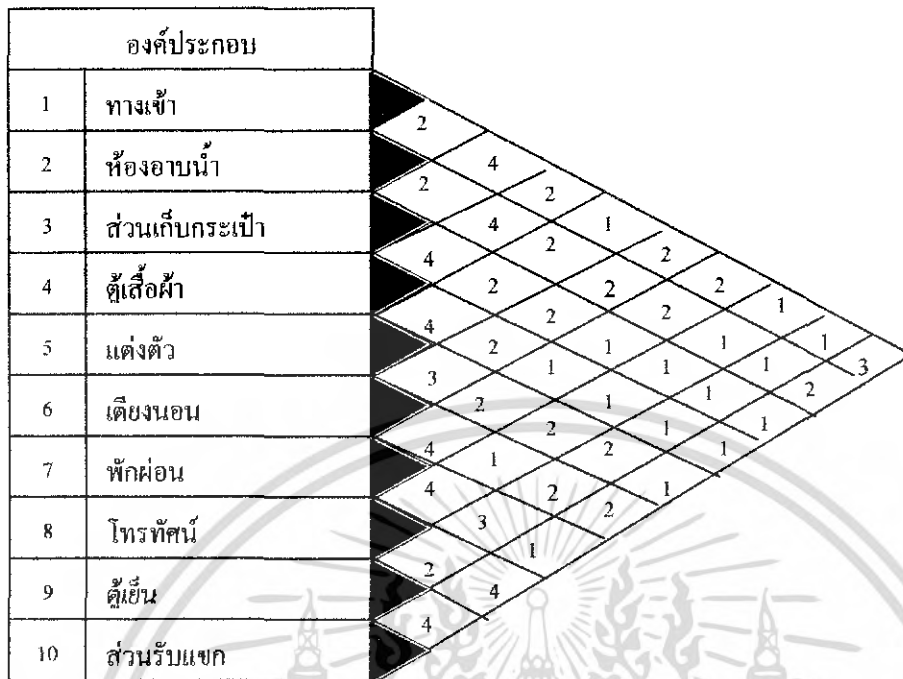 องค์ประกอบ
1 ทางเข้า 2
2 ห้องอาบน้ำ 2 4
3 ส่วนเก็บกระเป๋า 4 2 2 1 2
4 ตู้เสื้อผ้า 4 2 2 2 2 1
5 แต่งตัว 4 2 2 1 1 1 1 1 1 3
6 เตียงนอน 3 2 2 1 1 1 1 2
7 พักผ่อน 4 4 1 2 2 1 1
8 โทรทัศน์ 3 1 2
9 ตู้เย็น 2 4
10 ส่วนรับแขก 4